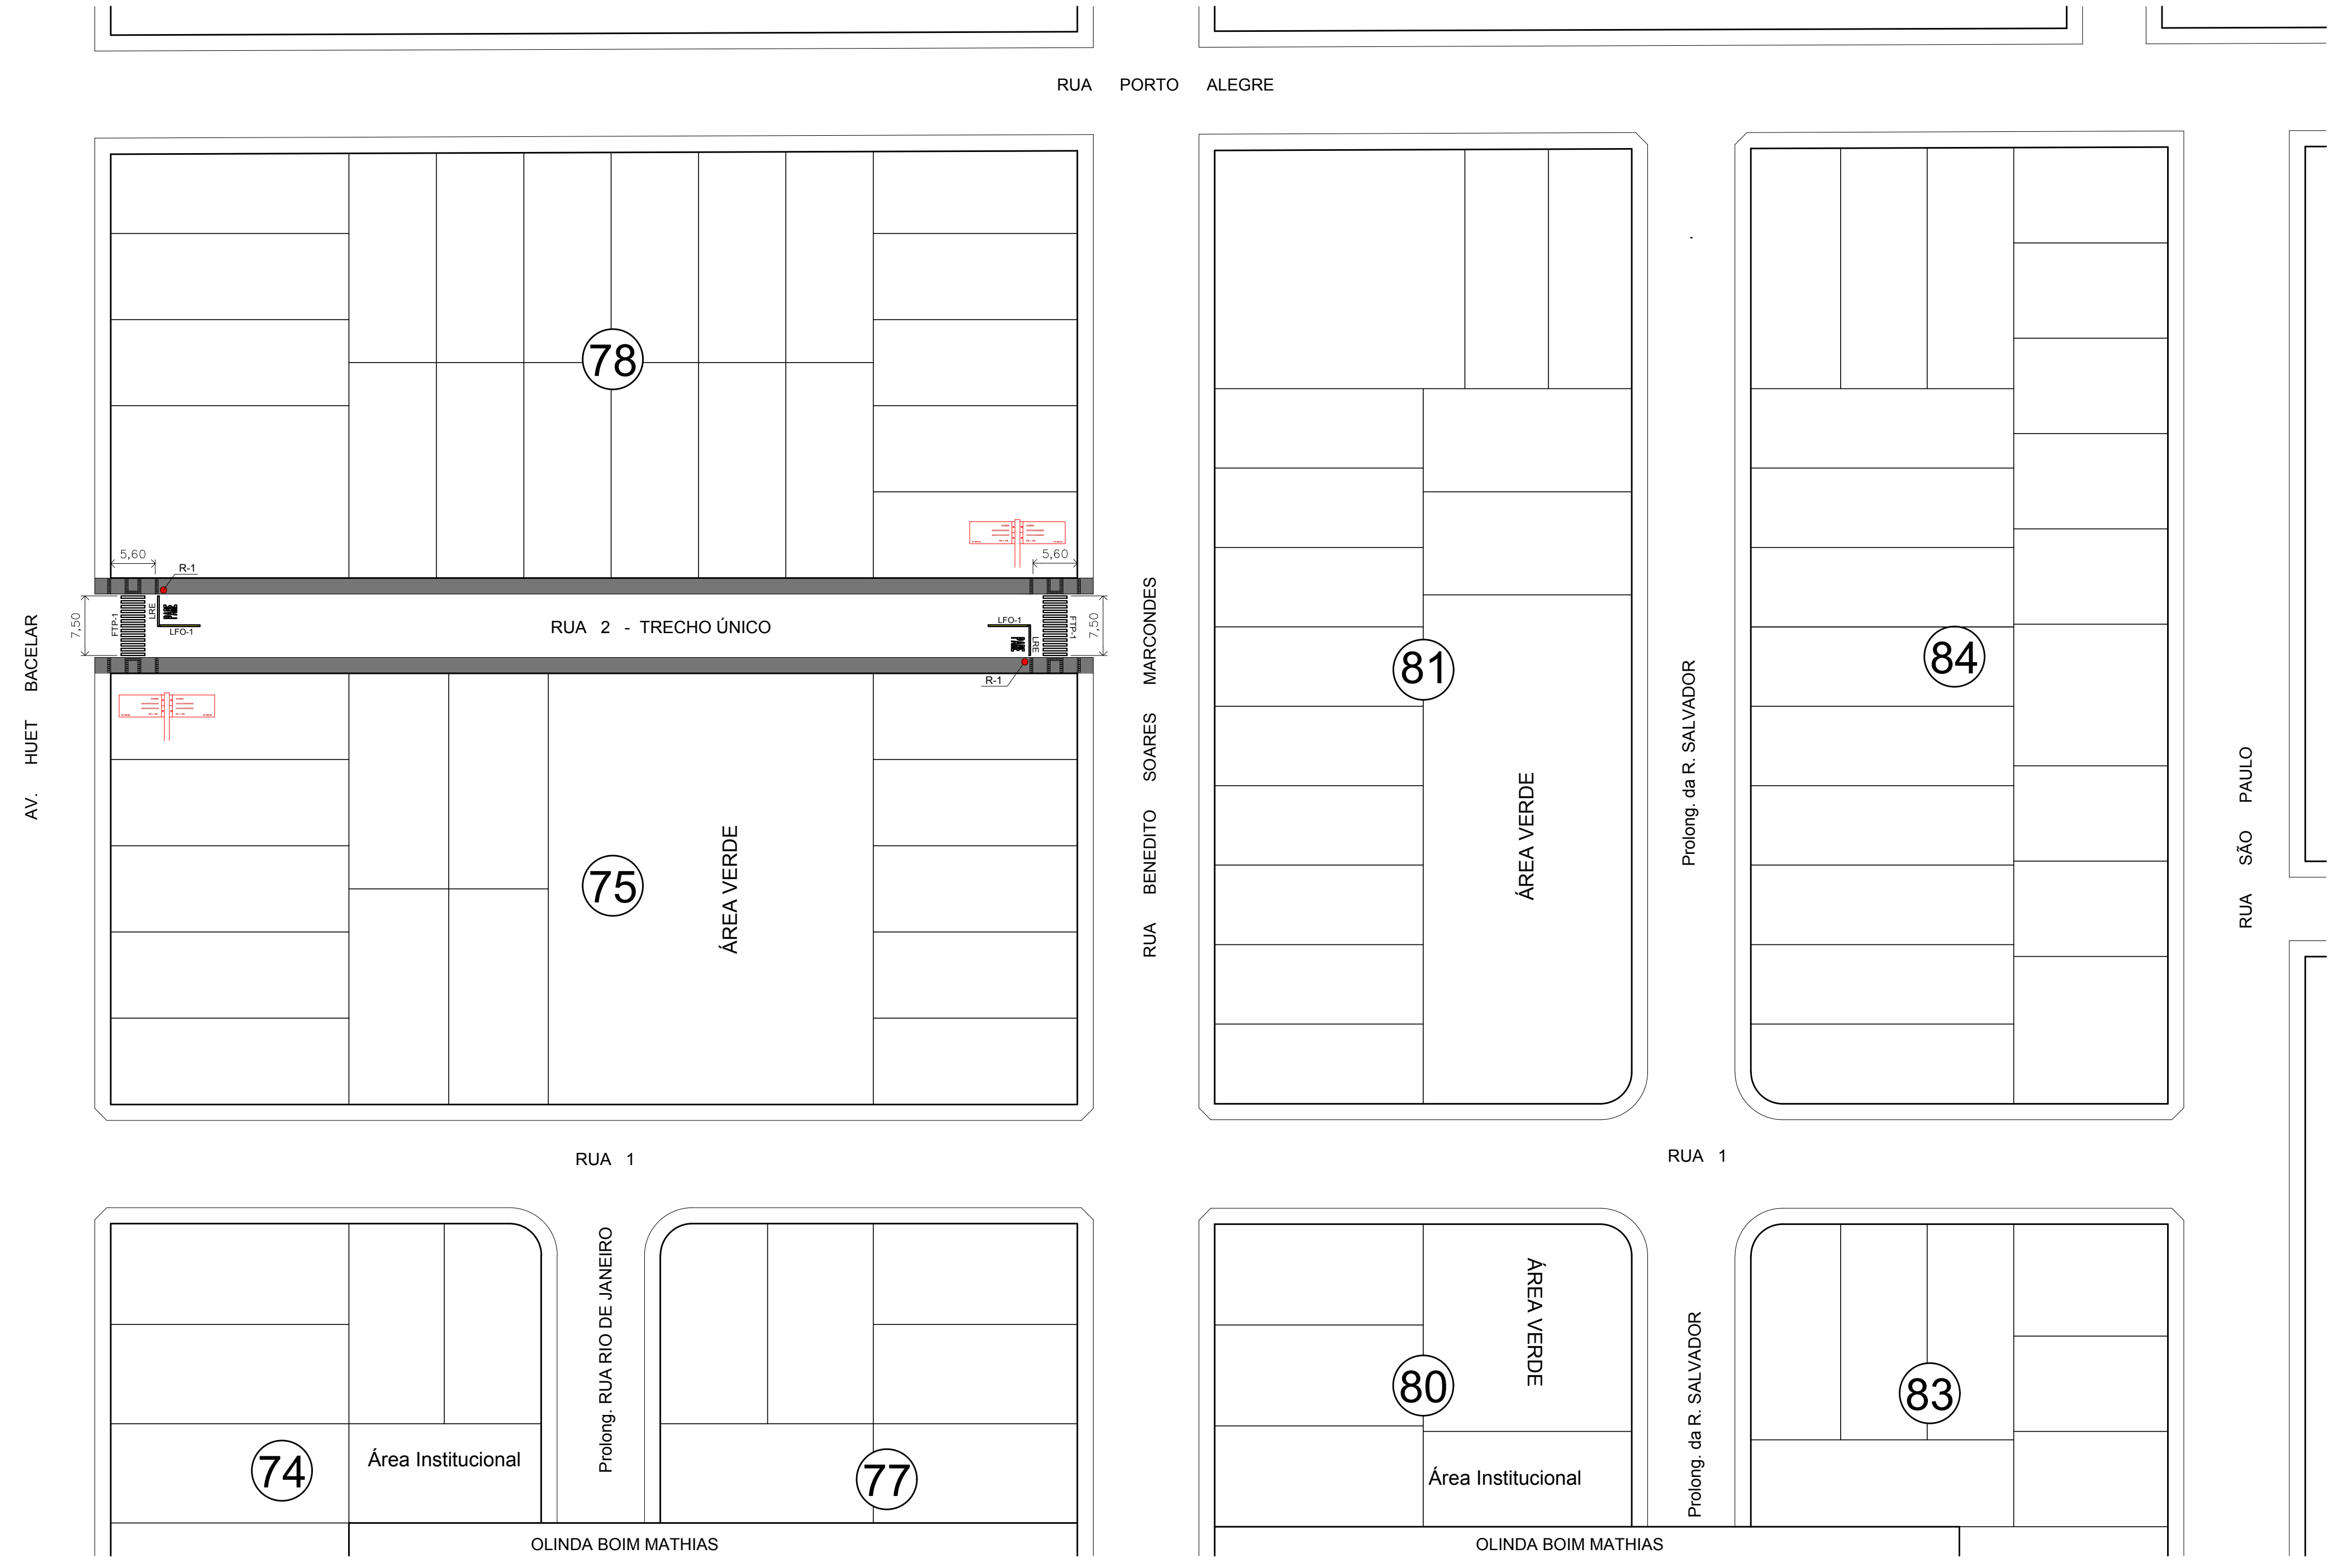 RUA PORTO ALEGRE
78
5,60
R-1
5,60
7,50
FTP-1
LRE
PARE
LFO-1
RUA 2 - TRECHO ÚNICO
LFO-1
PARE
LRE
FTP-1
7,50
R-1
AV. HUET BACELAR
RUA BENEDITO SOARES MARCONDES
81
Prolong. da R. SALVADOR
84
RUA SÃO PAULO
75
ÁREA VERDE
ÁREA VERDE
RUA 1
RUA 1
Prolong. RUA RIO DE JANEIRO
ÁREA VERDE
Prolong. da R. SALVADOR
80
83
74
Área Institucional
77
Área Institucional
OLINDA BOIM MATHIAS
OLINDA BOIM MATHIAS